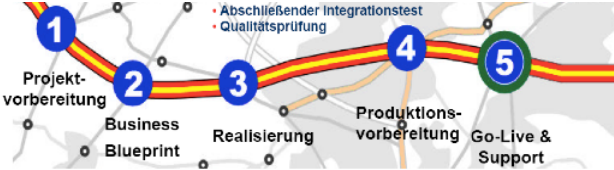 • Abschließender Integrationstest
• Qualitätsprüfung
1
Projekt-
vorbereitung
2
Business
Blueprint
3
Realisierung
4
Produktions-
vorbereitung
5
Go-Live &
Support